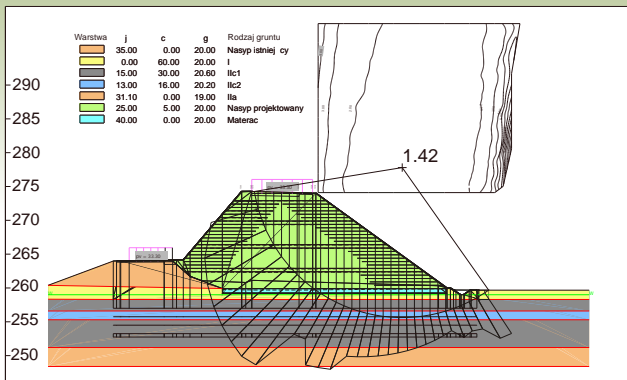 Warstwa j c g Rodzaj gruntu
35.00 0.00 20.00 Nasyp istniej cy
0.00 60.00 20.00 I
15.00 30.00 20.60 IIc1
13.00 16.00 20.20 IIc2
31.10 0.00 19.00 IIa
25.00 5.00 20.00 Nasyp projektowany
40.00 0.00 20.00 Materac
1.42
290
285
280
275
270
265
pv = 33.30
260
255
250